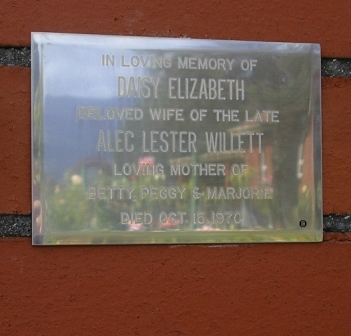 IN LOVING MEMORY OF
DAISY ELIZABETH
BELOVED WIFE OF THE LATE
ALEC LESTER WILLETT
LOVING MOTHER OF
BETTY, PEGGY & MARJORIE
DIED OCT. 15, 1970